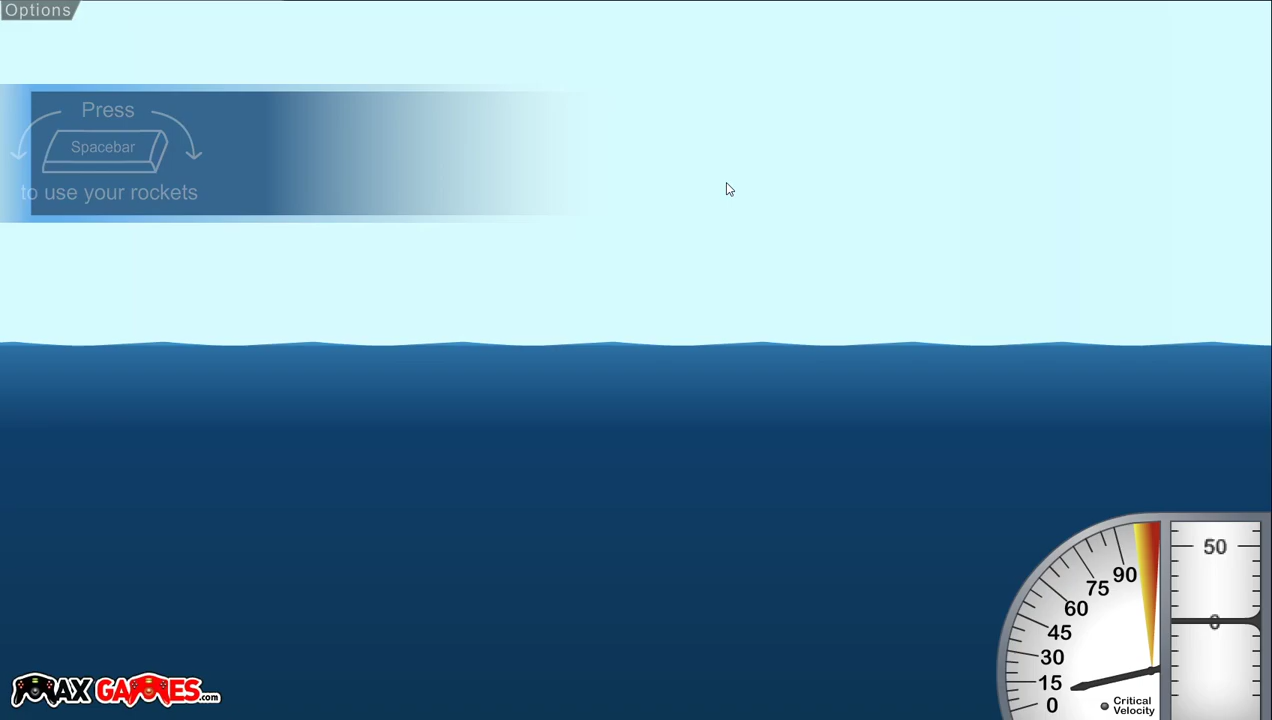 Options
Press
Spacebar
to use your rockets
50
0
90
75
60
45
30
15
0
Critical
Velocity
MAX GAMES.com